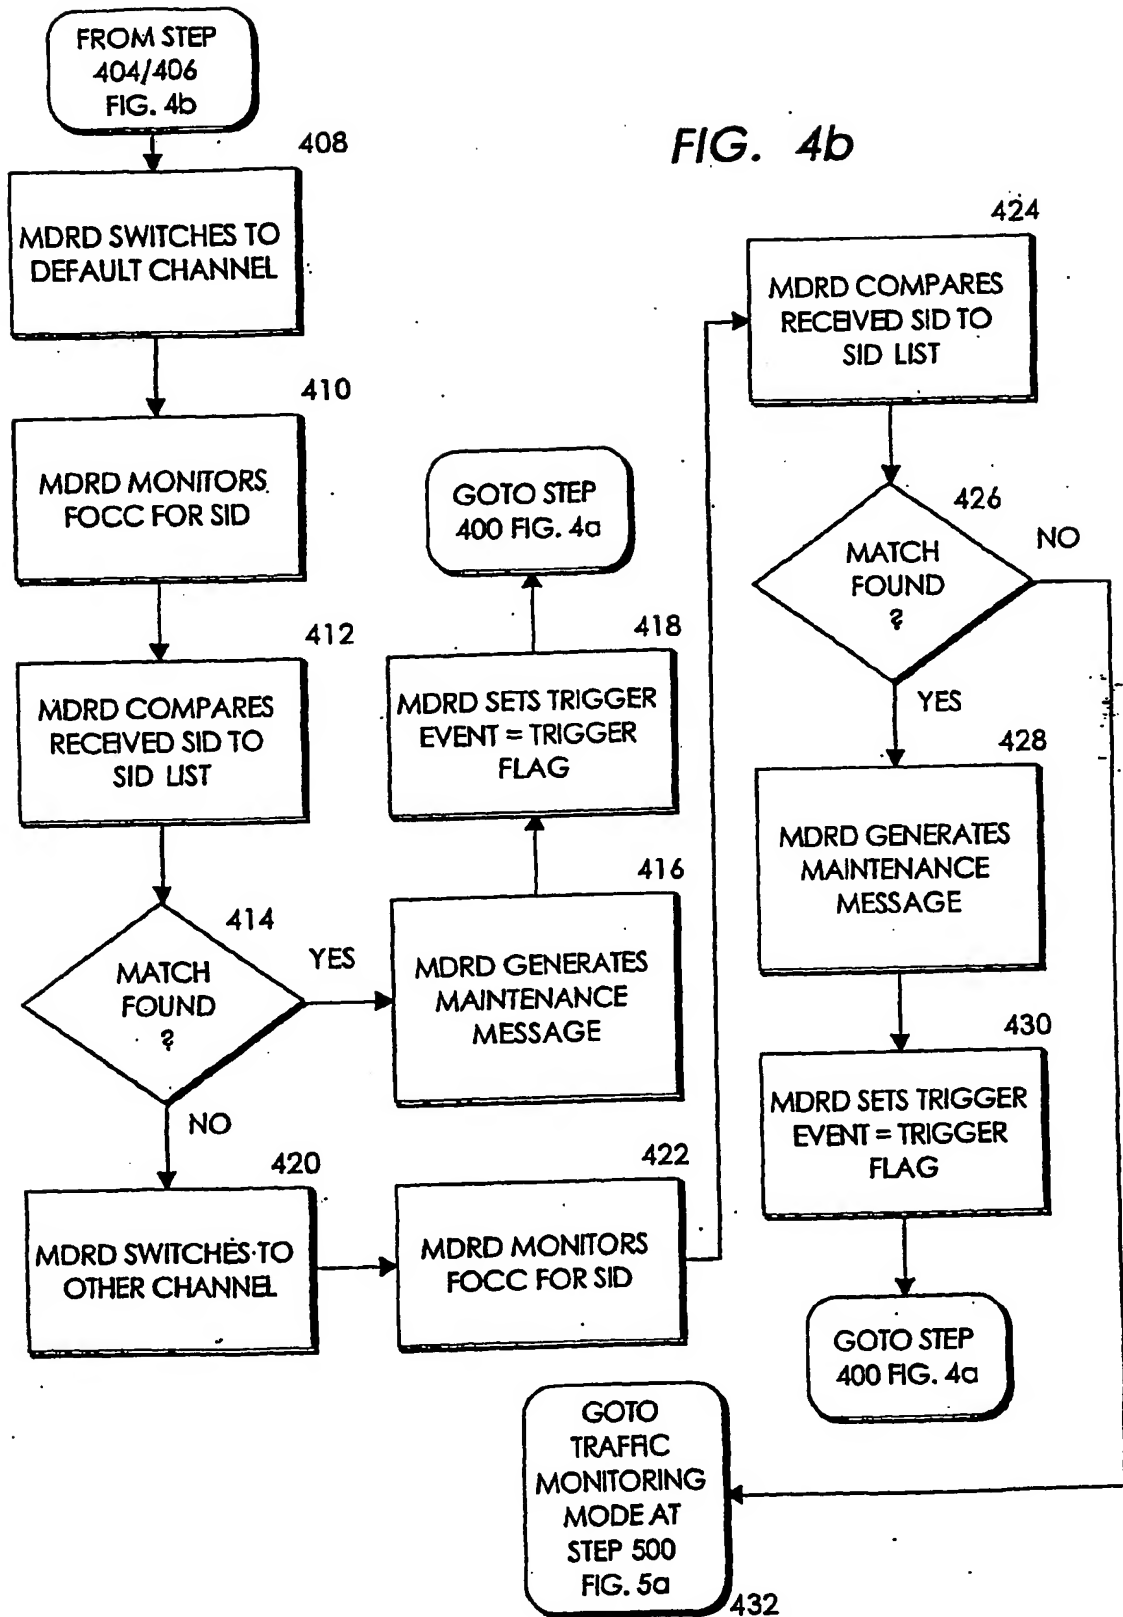 FROM STEP
404/406
FIG. 4b
FIG. 4b
408
MDRD SWITCHES TO
DEFAULT CHANNEL
410
MDRD MONITORS
FOCC FOR SID
412
MDRD COMPARES
RECEIVED SID TO
SID LIST
414
MATCH
FOUND
?
YES
NO
416
MDRD GENERATES
MAINTENANCE
MESSAGE
418
MDRD SETS TRIGGER
EVENT = TRIGGER
FLAG
GOTO STEP
400 FIG. 4a
420
MDRD SWITCHES TO
OTHER CHANNEL
422
MDRD MONITORS
FOCC FOR SID
424
MDRD COMPARES
RECEIVED SID TO
SID LIST
426
MATCH
FOUND
?
NO
YES
428
MDRD GENERATES
MAINTENANCE
MESSAGE
430
MDRD SETS TRIGGER
EVENT = TRIGGER
FLAG
GOTO STEP
400 FIG. 4a
GOTO
TRAFFIC
MONITORING
MODE AT
STEP 500
FIG. 5a
432